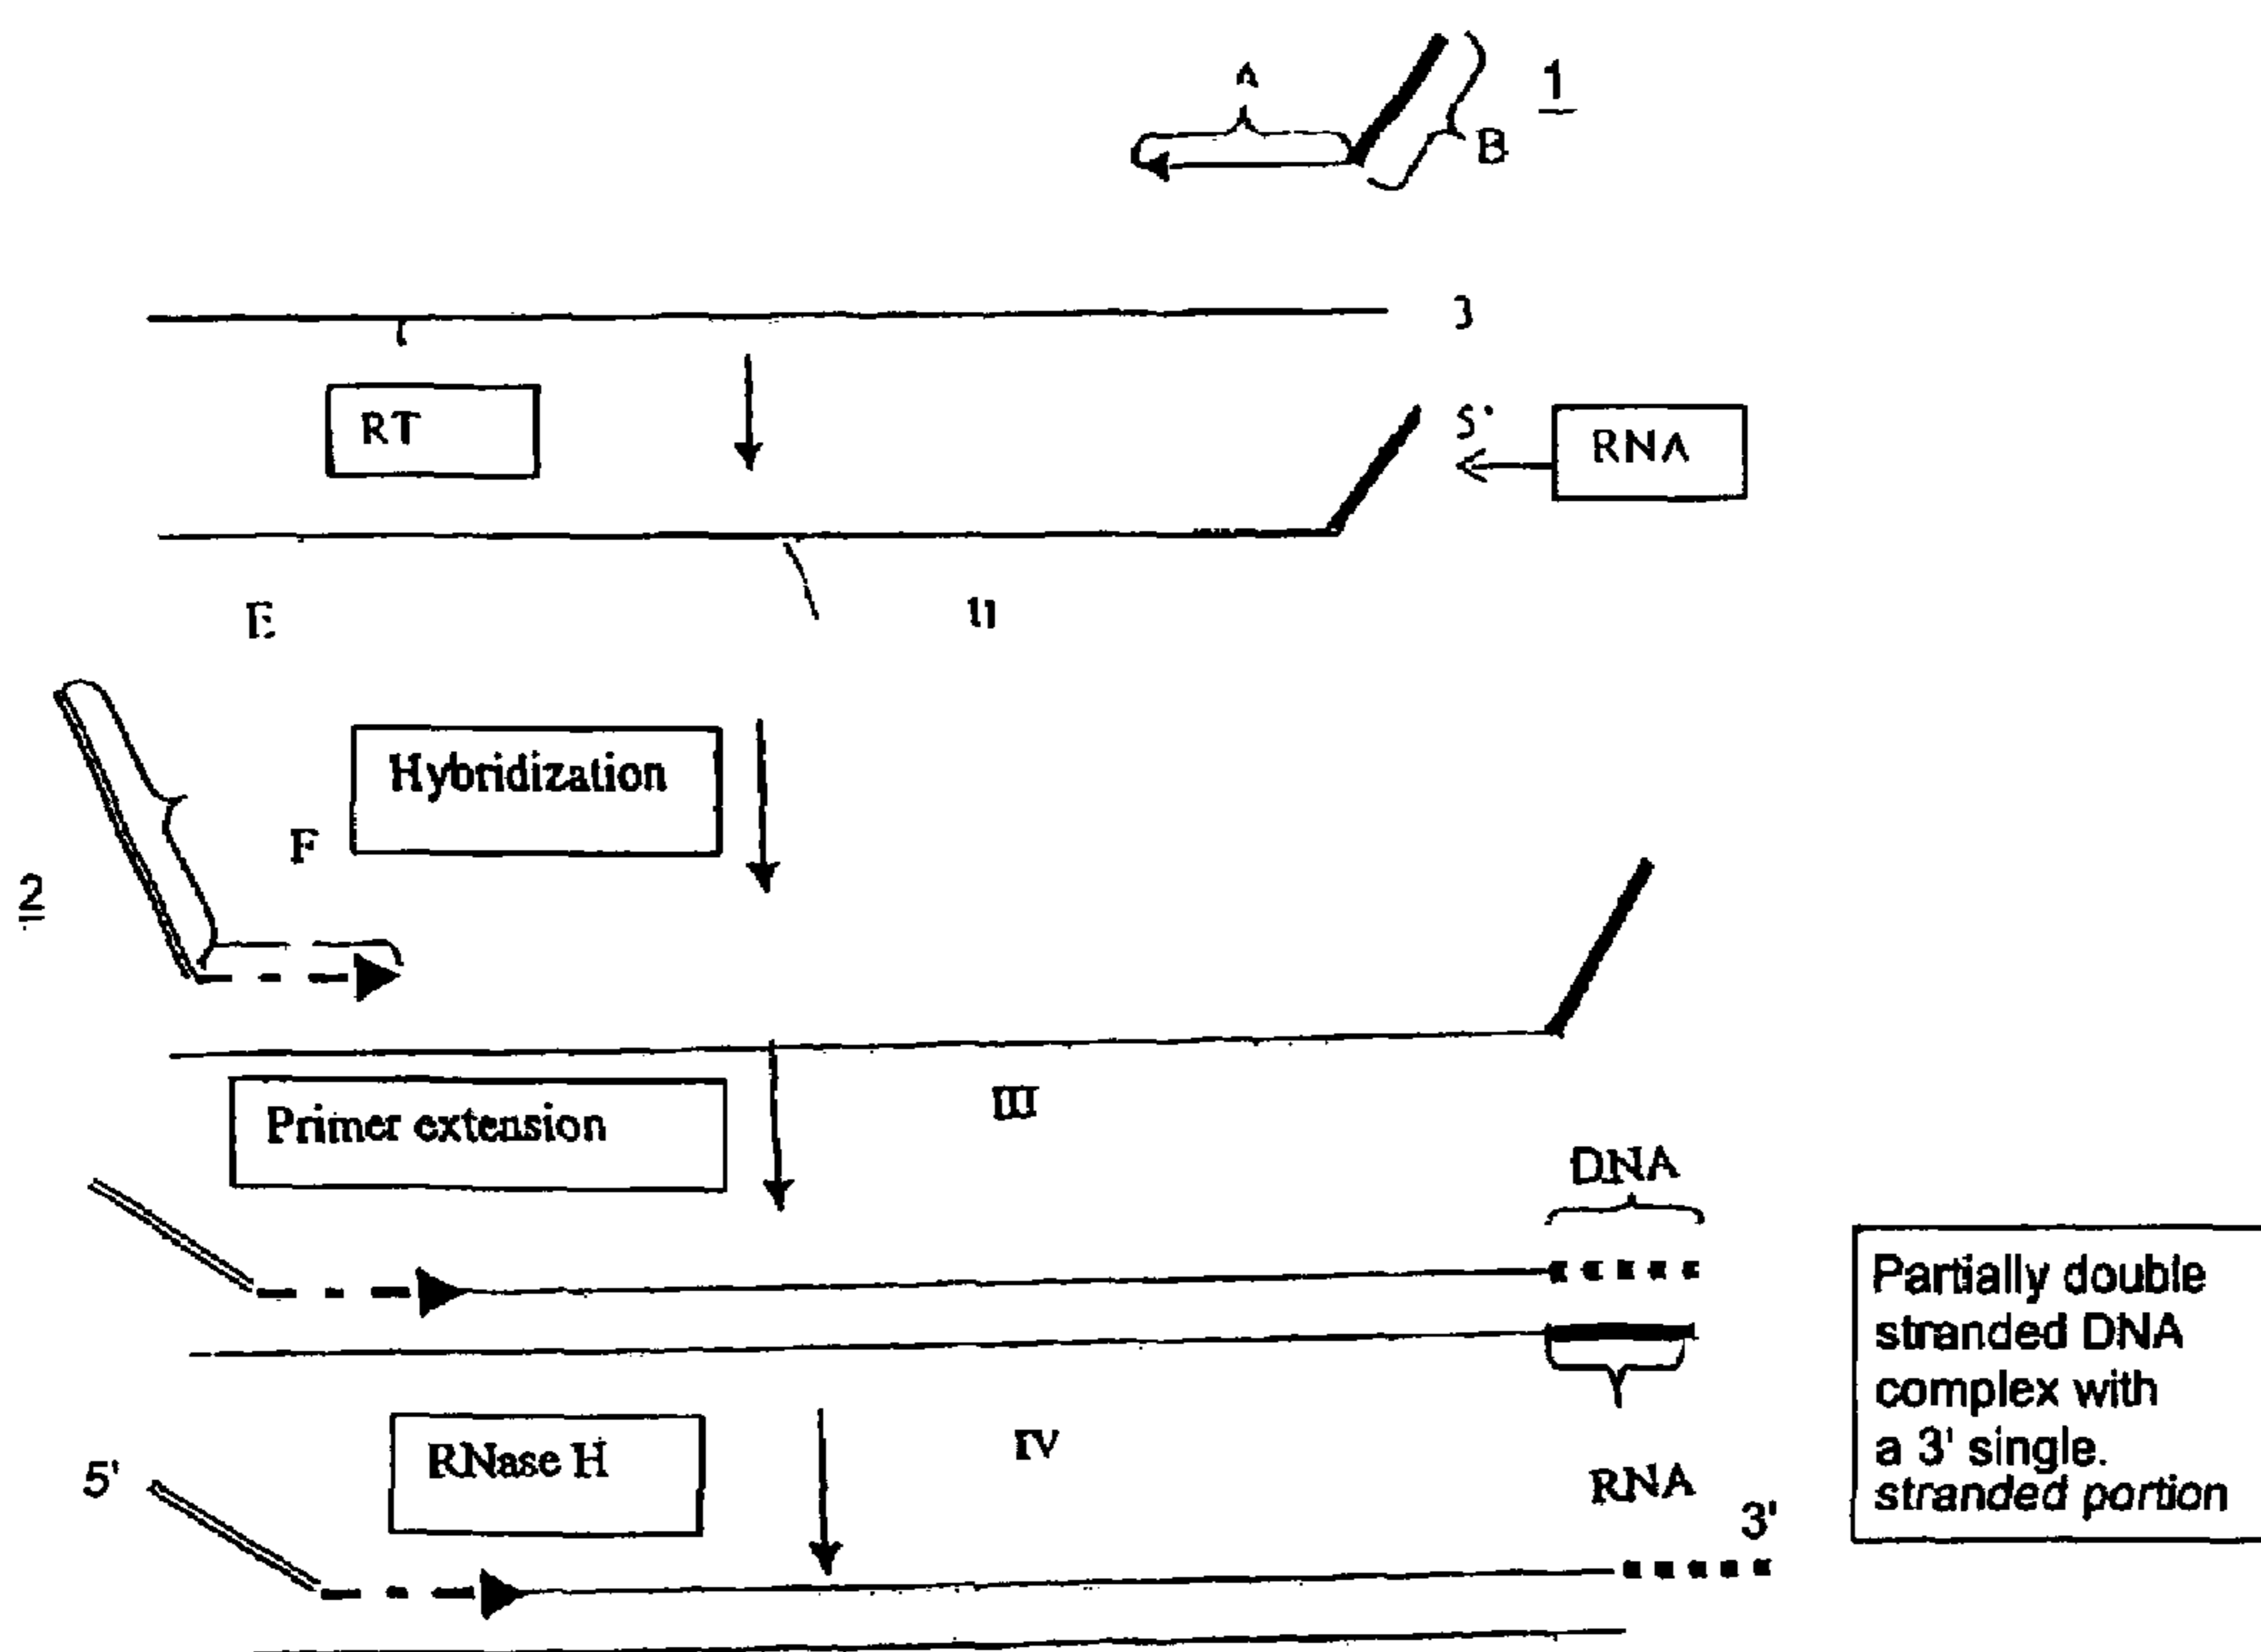 A
1
B
3
RT
5'
RNA
E
II
Hybridization
F
2
Primer extension
III
DNA
Partially double
stranded DNA
complex with
a 3' single.
stranded portion
RNase H
IV
5'
RNA
3'